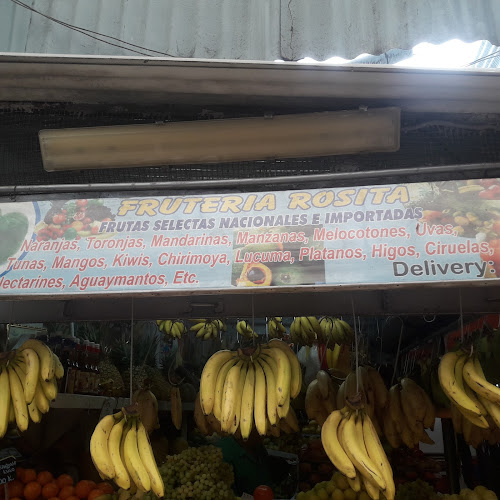 FRUTERIA ROSITA
FRUTAS SELECTAS NACIONALES E IMPORTADAS
Naranjas, Toronjas, Mandarinas, Manzanas, Melocotones, Uvas,
Tunas, Mangos, Kiwis, Chirimoya, Lucuma, Plátanos, Higos, Ciruelas,
Nectarines, Aguaymantos, Etc.
Delivery: